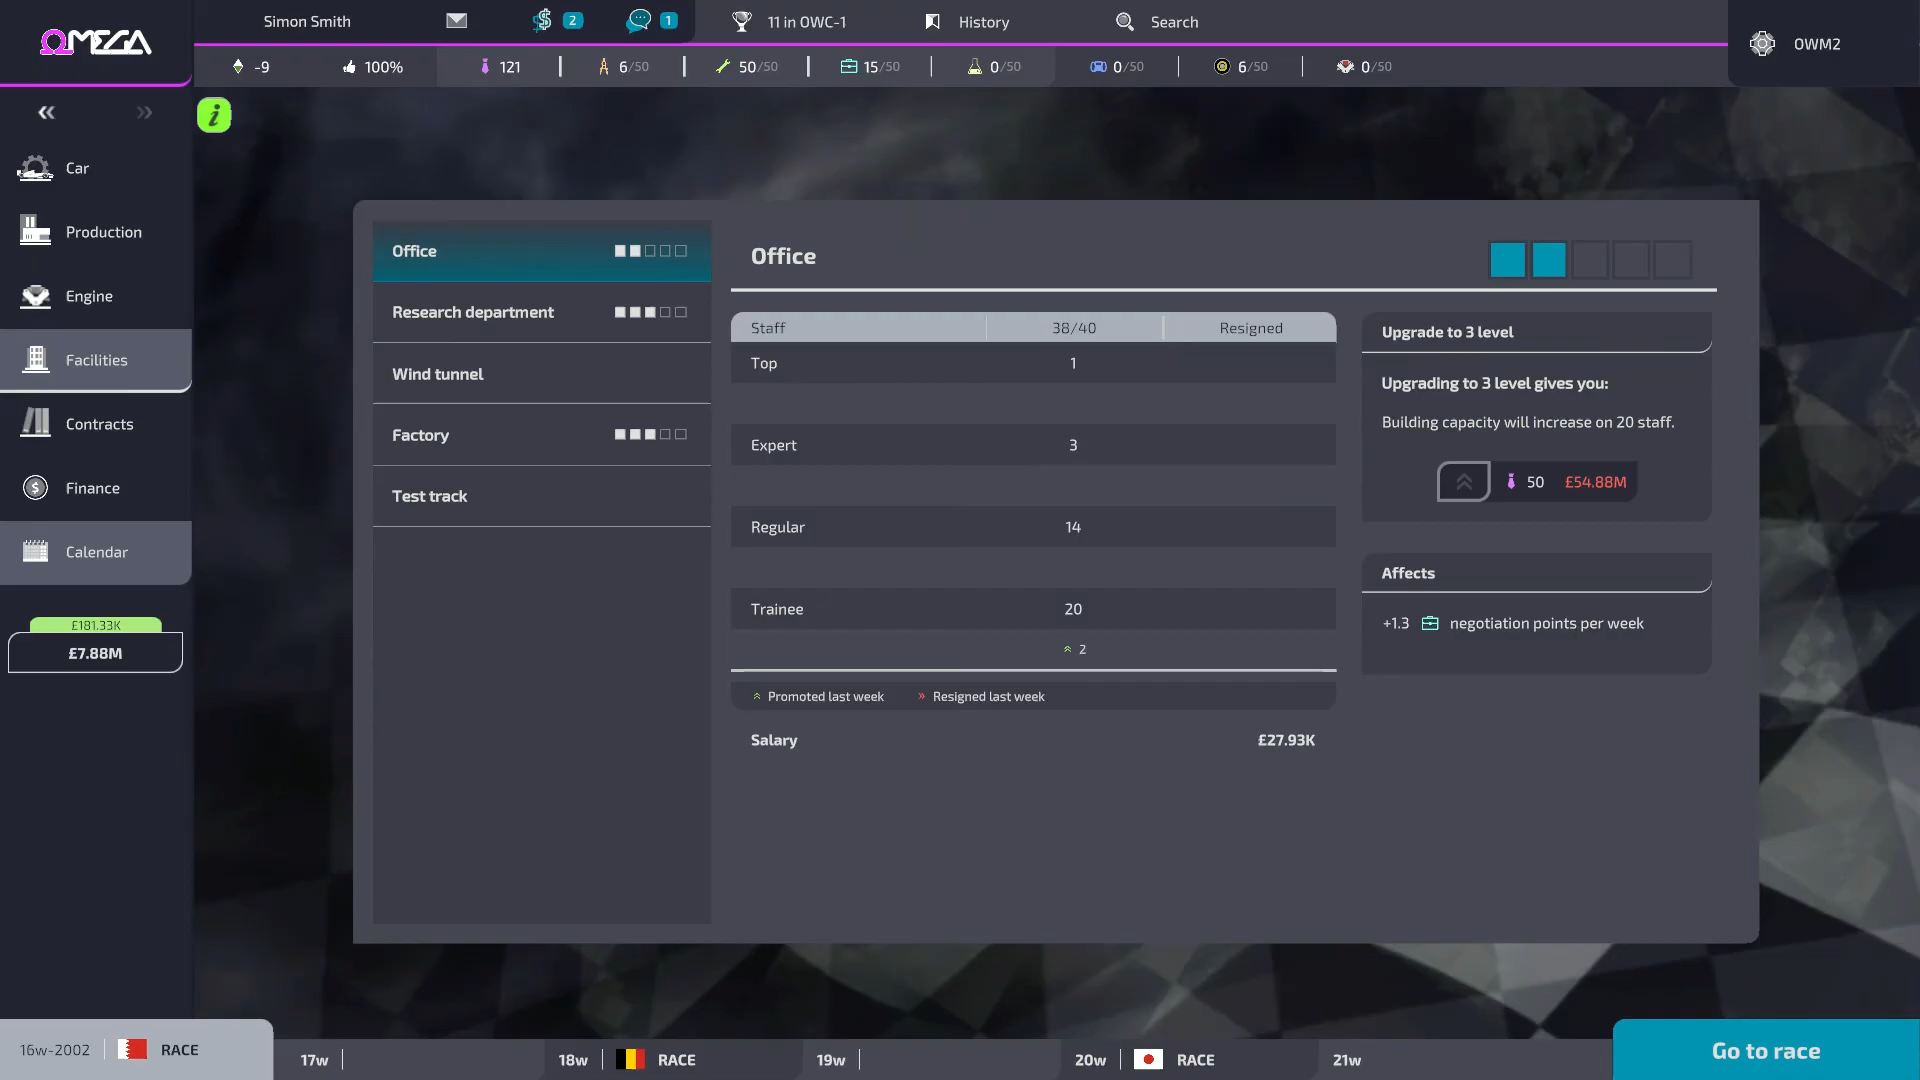 ΩMEGA
Simon Smith
2
1
11 in OWC-1
History
Search
OWM2
-9
100%
121
6/50
50/50
15/50
0/50
0/50
6/50
0/50
i
Car
Production
Engine
Facilities
Contracts
Finance
Calendar
£181.33K
£7.88M
Office
Research department
Wind tunnel
Factory
Test track
Office
Staff 38/40 Resigned
Top 1
Expert 3
Regular 14
Trainee 20
2
Promoted last week Resigned last week
Salary £27.93K
Upgrade to 3 level
Upgrading to 3 level gives you:
Building capacity will increase on 20 staff.
50 £54.88M
Affects
+1.3 negotiation points per week
16w-2002 RACE
17w
18w RACE
19w
20w RACE
21w
Go to race